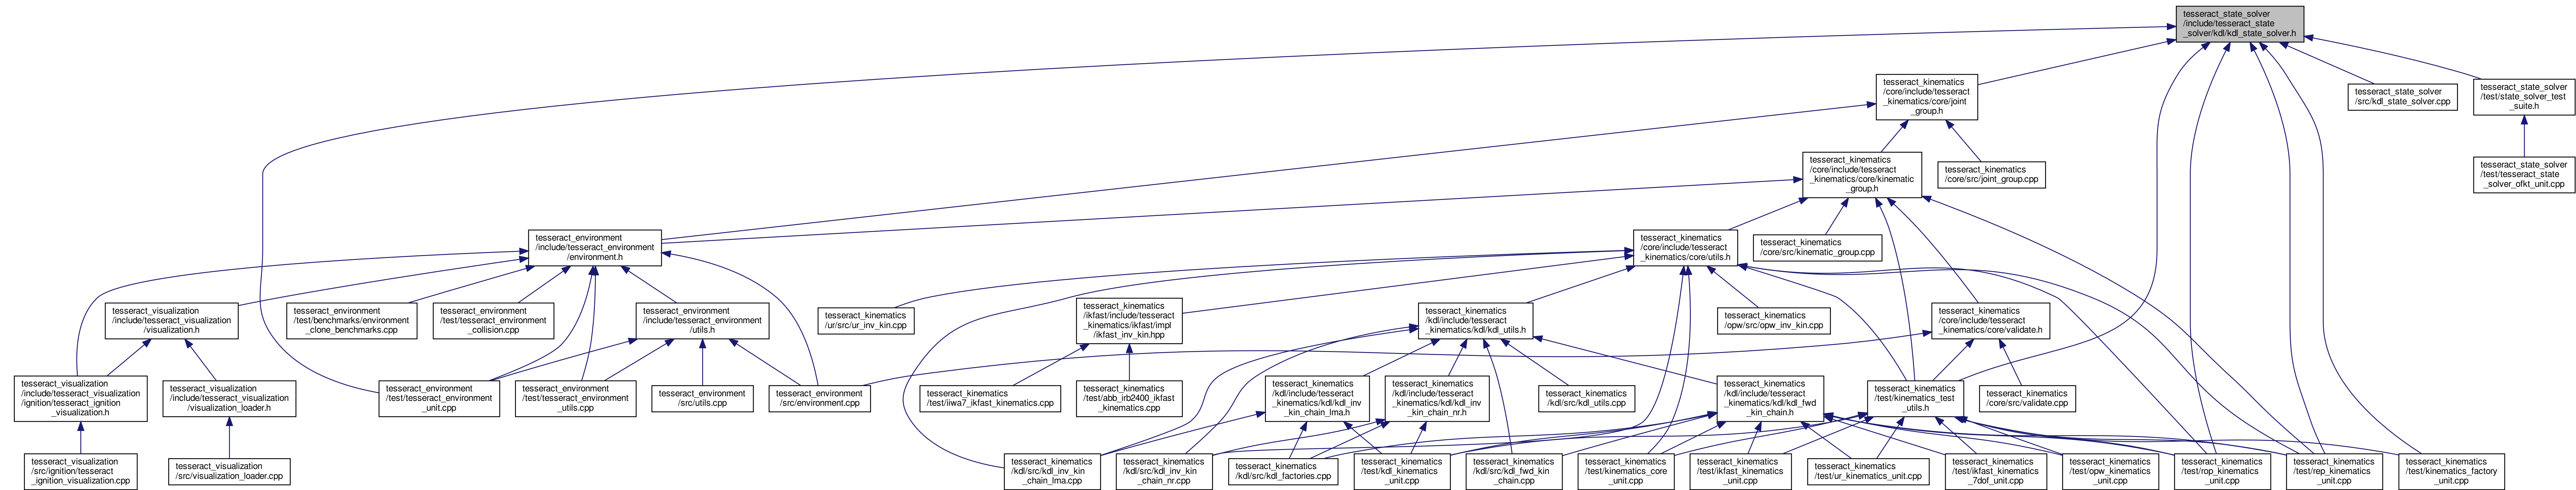 tesseract_state_solver
/include/tesseract_state
_solver/kdl/kdl_state_solver.h
tesseract_kinematics
/core/include/tesseract
_kinematics/core/joint
_group.h
tesseract_state_solver
/src/kdl_state_solver.cpp
tesseract_state_solver
/test/state_solver_test
_suite.h
tesseract_kinematics
/core/include/tesseract
_kinematics/core/kinematic
_group.h
tesseract_kinematics
/core/src/joint_group.cpp
tesseract_state_solver
/test/tesseract_state
_solver_ofkt_unit.cpp
tesseract_environment
/include/tesseract_environment
/environment.h
tesseract_kinematics
/core/include/tesseract
_kinematics/core/utils.h
tesseract_kinematics
/core/src/kinematic_group.cpp
tesseract_visualization
/include/tesseract_visualization
/visualization.h
tesseract_environment
/test/benchmarks/environment
_clone_benchmarks.cpp
tesseract_environment
/test/tesseract_environment
_collision.cpp
tesseract_environment
/include/tesseract_environment
/utils.h
tesseract_kinematics
/ur/src/ur_inv_kin.cpp
tesseract_kinematics
/ikfast/include/tesseract
_kinematics/ikfast/impl
/ikfast_inv_kin.hpp
tesseract_kinematics
/kdl/include/tesseract
_kinematics/kdl/kdl_utils.h
tesseract_kinematics
/opw/src/opw_inv_kin.cpp
tesseract_kinematics
/core/include/tesseract
_kinematics/core/validate.h
tesseract_visualization
/include/tesseract_visualization
/ignition/tesseract_ignition
_visualization.h
tesseract_visualization
/include/tesseract_visualization
/visualization_loader.h
tesseract_environment
/test/tesseract_environment
_unit.cpp
tesseract_environment
/test/tesseract_environment
_utils.cpp
tesseract_environment
/src/utils.cpp
tesseract_environment
/src/environment.cpp
tesseract_kinematics
/test/iiwa7_ikfast_kinematics.cpp
tesseract_kinematics
/test/abb_irb2400_ikfast
_kinematics.cpp
tesseract_kinematics
/kdl/include/tesseract
_kinematics/kdl/kdl_inv
_kin_chain_lma.h
tesseract_kinematics
/kdl/include/tesseract
_kinematics/kdl/kdl_inv
_kin_chain_nr.h
tesseract_kinematics
/kdl/src/kdl_utils.cpp
tesseract_kinematics
/kdl/include/tesseract
_kinematics/kdl/kdl_fwd
_kin_chain.h
tesseract_kinematics
/test/kinematics_test
_utils.h
tesseract_kinematics
/core/src/validate.cpp
tesseract_visualization
/src/ignition/tesseract
_ignition_visualization.cpp
tesseract_visualization
/src/visualization_loader.cpp
tesseract_kinematics
/kdl/src/kdl_inv_kin
_chain_lma.cpp
tesseract_kinematics
/kdl/src/kdl_inv_kin
_chain_nr.cpp
tesseract_kinematics
/kdl/src/kdl_factories.cpp
tesseract_kinematics
/test/kdl_kinematics
_unit.cpp
tesseract_kinematics
/kdl/src/kdl_fwd_kin
_chain.cpp
tesseract_kinematics
/test/kinematics_core
_unit.cpp
tesseract_kinematics
/test/ikfast_kinematics
_unit.cpp
tesseract_kinematics
/test/ur_kinematics_unit.cpp
tesseract_kinematics
/test/ikfast_kinematics
_7dof_unit.cpp
tesseract_kinematics
/test/opw_kinematics
_unit.cpp
tesseract_kinematics
/test/rop_kinematics
_unit.cpp
tesseract_kinematics
/test/rep_kinematics
_unit.cpp
tesseract_kinematics
/test/kinematics_factory
_unit.cpp